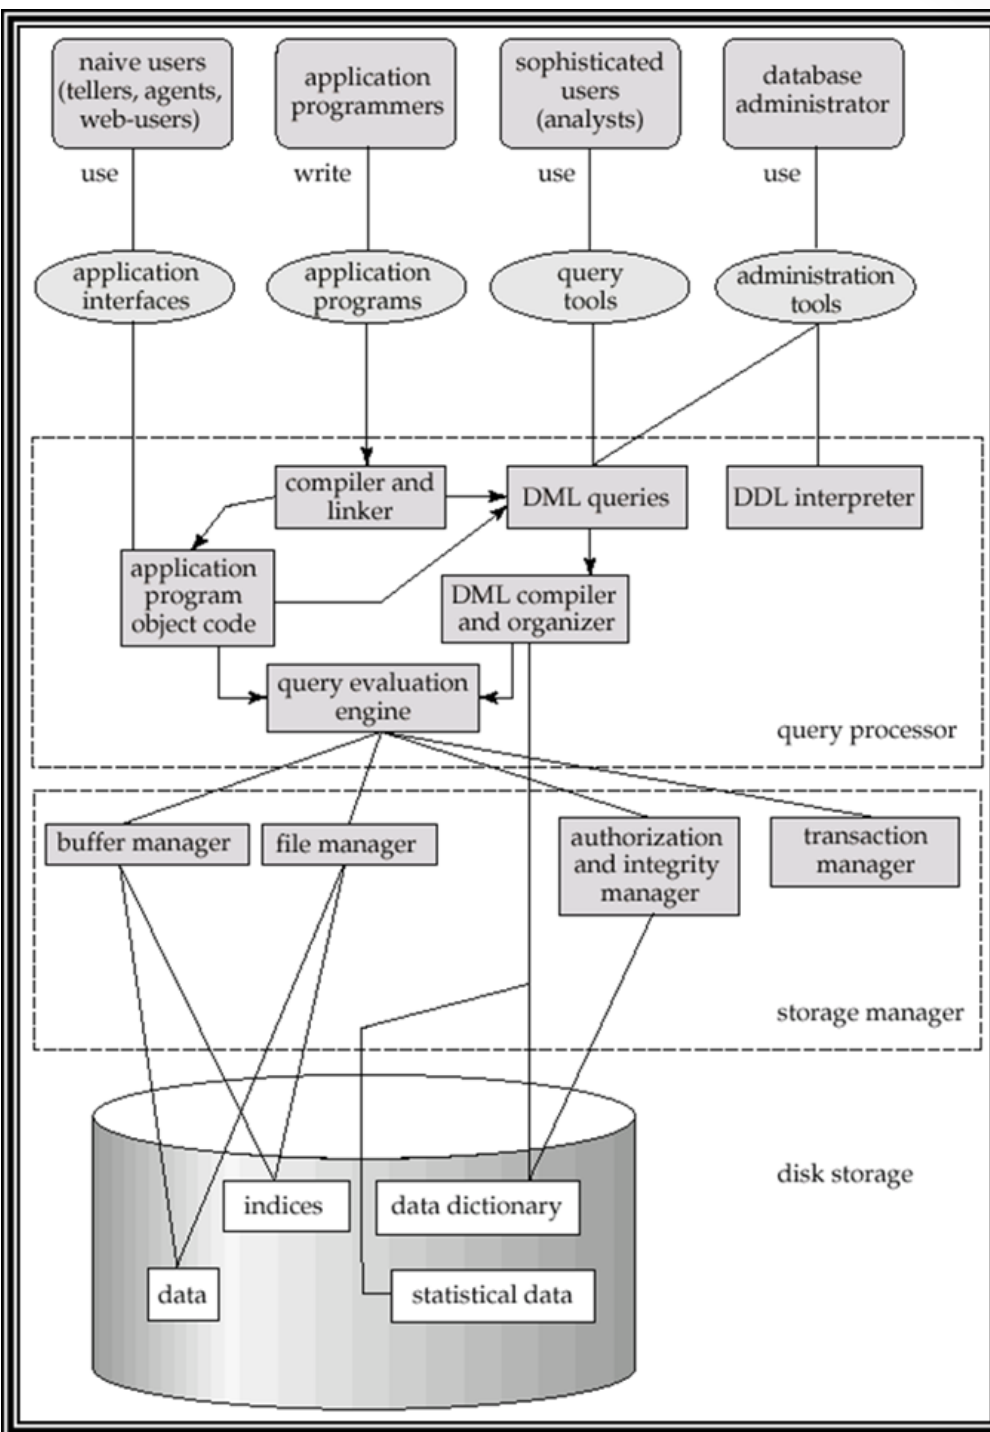 naive users
(tellers, agents,
web-users)
application
programmers
sophisticated
users
(analysts)
database
administrator
use
write
use
use
application
interfaces
application
programs
query
tools
administration
tools
compiler and
linker
DML queries
DDL interpreter
application
program
object code
DML compiler
and organizer
query evaluation
engine
query processor
buffer manager
file manager
authorization
and integrity
manager
transaction
manager
storage manager
disk storage
indices
data dictionary
data
statistical data